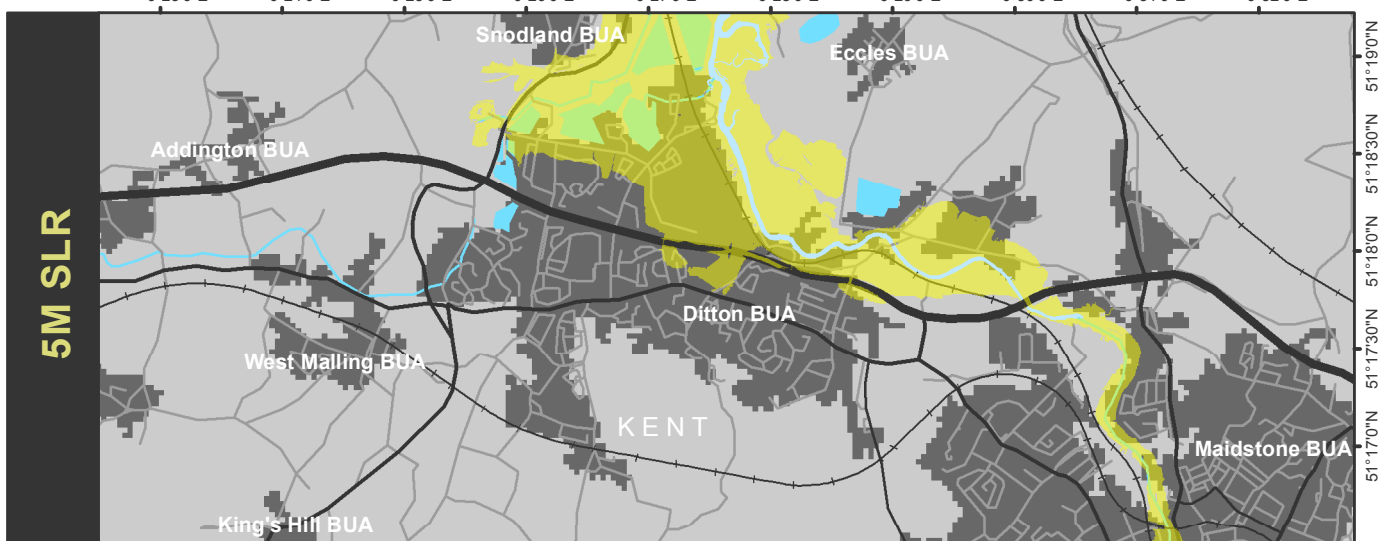 Snodland BUA
Eccles BUA
51°19'0"N
5M SLR
Addington BUA
51°18'30"N
51°18'0"N
Ditton BUA
West Malling BUA
51°17'30"N
KENT
Maidstone BUA
51°17'0"N
King's Hill BUA